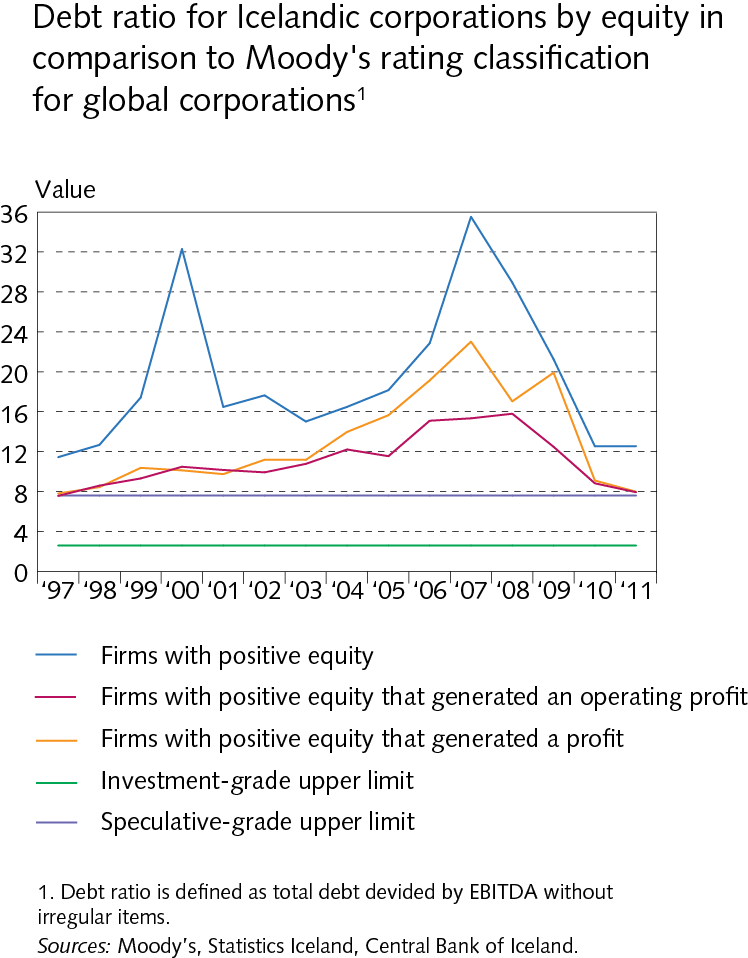 Debt ratio for Icelandic corporations by equity in
comparison to Moody's rating classification
for global corporations¹
Value
36
32
28
24
20
16
12
8
4
0
‘97 ‘98 ‘99 ‘00 ‘01 ‘02 ‘03 ‘04 ‘05 ‘06 ‘07 ‘08 ‘09 ‘10 ‘11
Firms with positive equity
Firms with positive equity that generated an operating profit
Firms with positive equity that generated a profit
Investment-grade upper limit
Speculative-grade upper limit
1. Debt ratio is defined as total debt devided by EBITDA without
irregular items.
Sources: Moody’s, Statistics Iceland, Central Bank of Iceland.